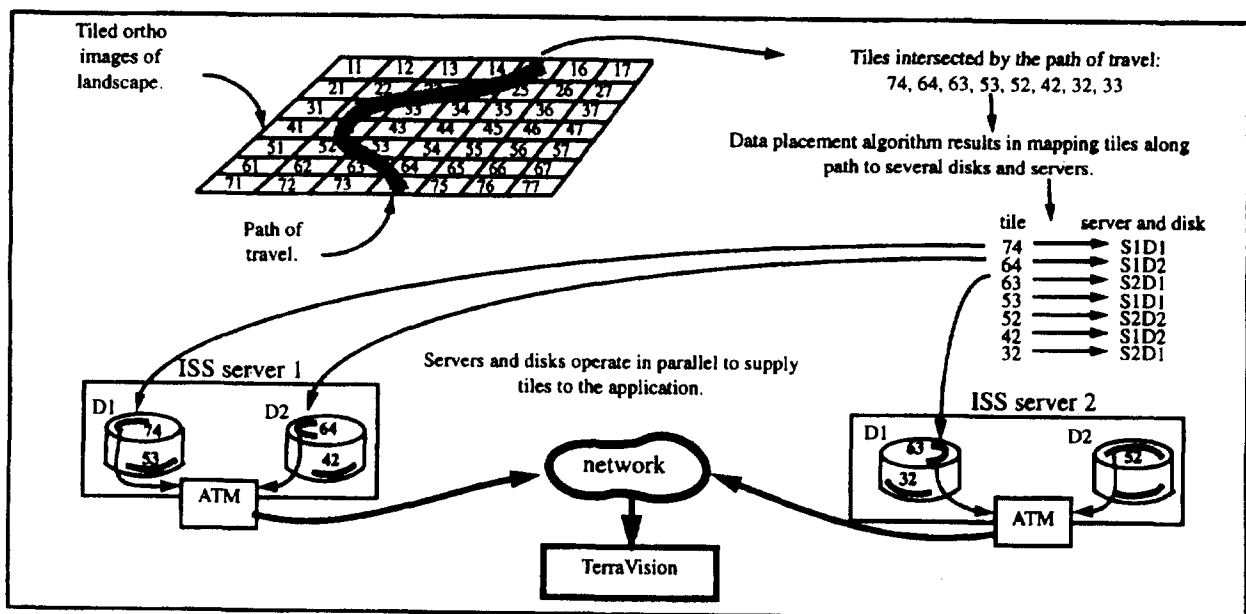 Tiled ortho
images of
landscape.
11 12 13 14 16 17
21 22 25 26 27
31 33 34 35 36 37
41 43 44 45 46 47
51 52 53 54 55 56 57
61 62 63 64 65 66 67
71 72 73 75 76 77
Path of
travel.
Tiles intersected by the path of travel:
74, 64, 63, 53, 52, 42, 32, 33
Data placement algorithm results in mapping tiles along
path to several disks and servers.
tile server and disk
74 S1D1
64 S1D2
63 S2D1
53 S1D1
52 S2D2
42 S1D2
32 S2D1
Servers and disks operate in parallel to supply
tiles to the application.
ISS server 1
D1 D2
74 64
53 42
ATM
network
TerraVision
ISS server 2
D1 D2
63 52
32
ATM